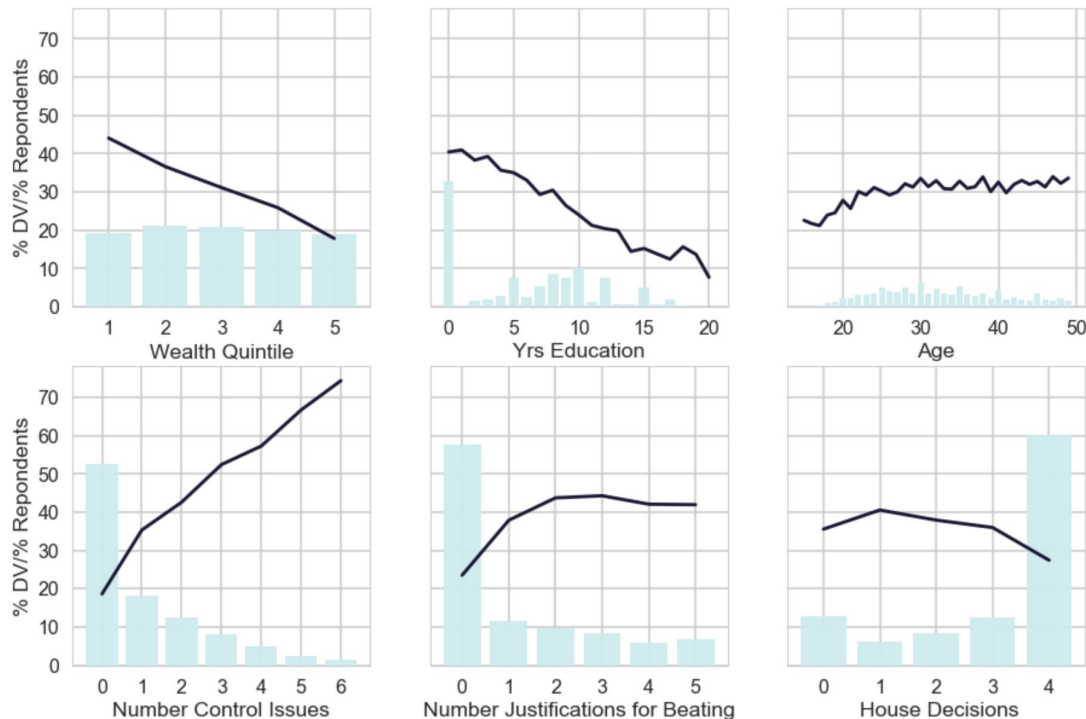 % DV/% Repondents
70
60
50
40
30
20
10
0
1 2 3 4 5
Wealth Quintile
0 5 10 15 20
Yrs Education
20 30 40 50
Age
% DV/% Repondents
70
60
50
40
30
20
10
0
0 1 2 3 4 5 6
Number Control Issues
0 1 2 3 4 5
Number Justifications for Beating
0 1 2 3 4
House Decisions